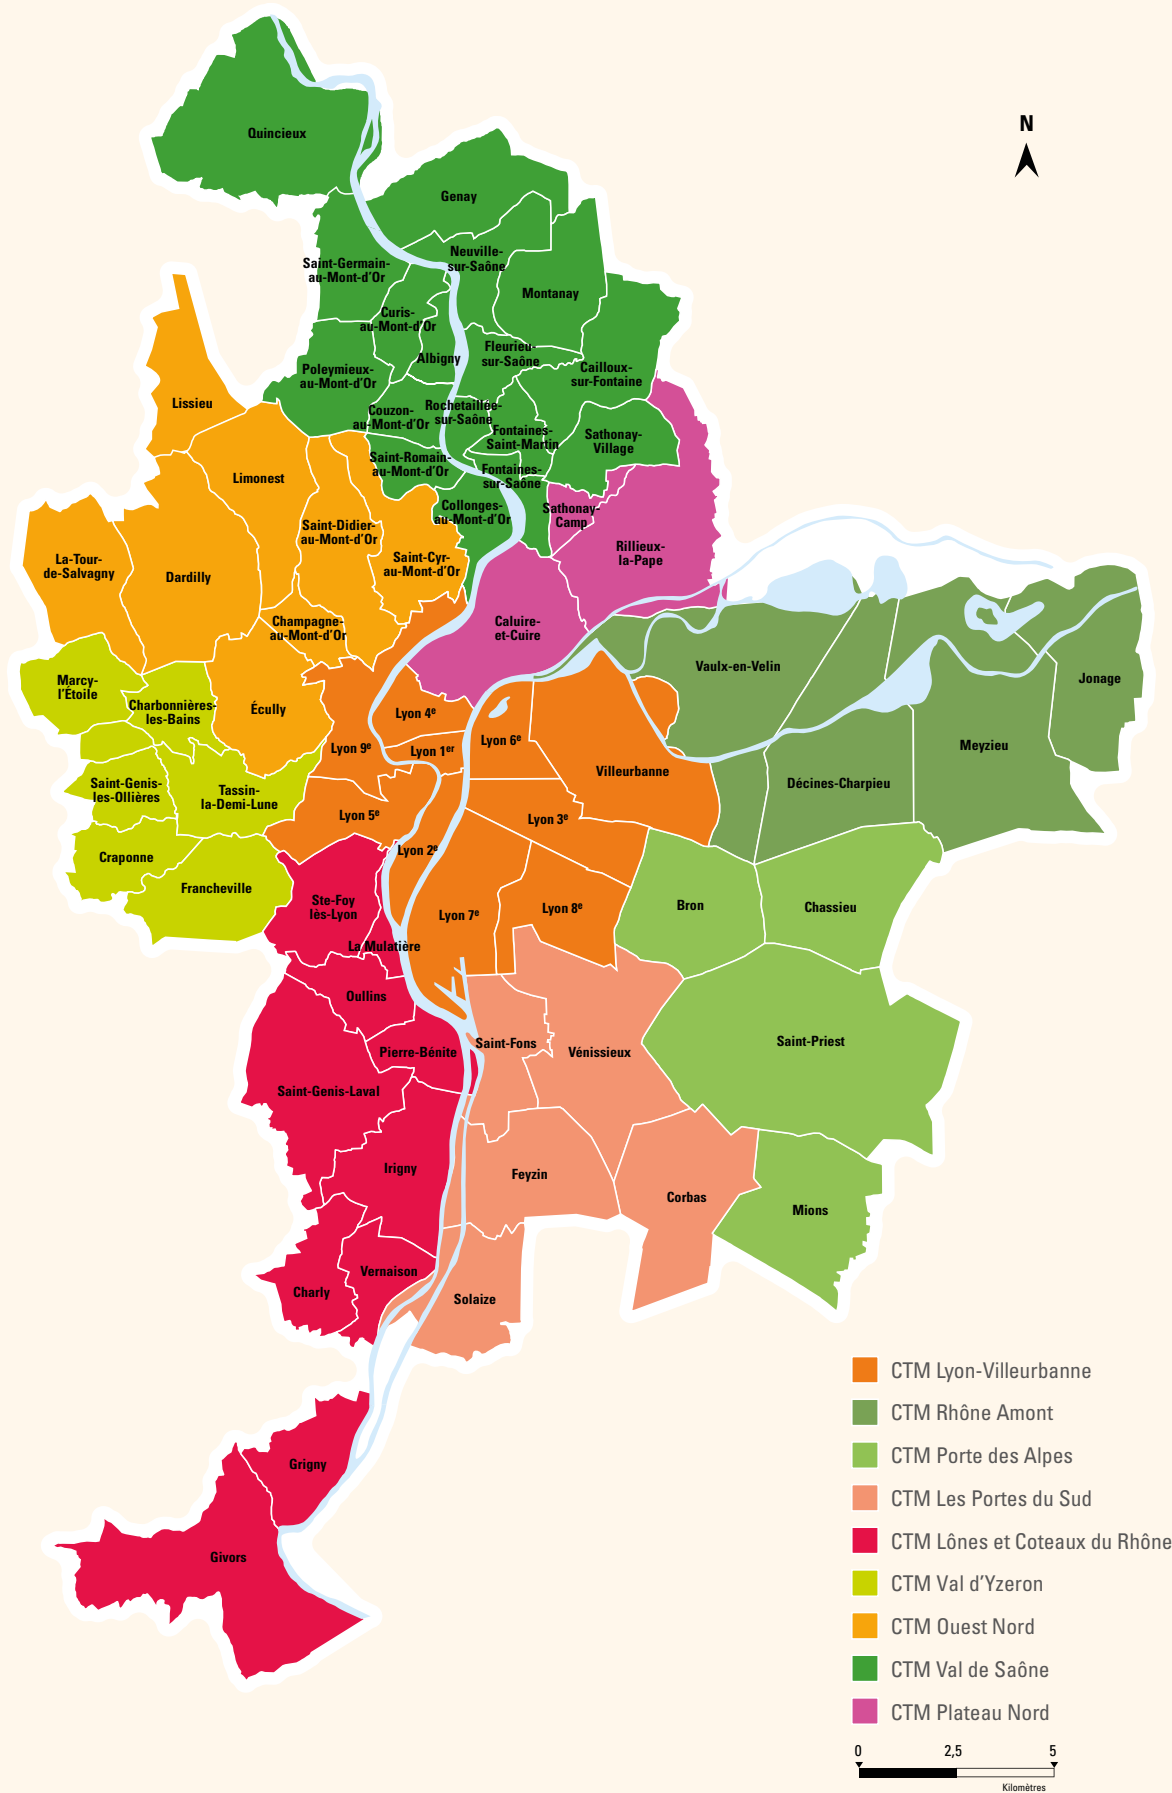 N
Quincieux
Genay
Neuville-
sur-Saône
Saint-Germain-
au-Mont-d'Or
Montanay
Curis-
au-Mont-d'Or
Fleurieu-
sur-Saône
Albigny
Poleymieux-
au-Mont-d'Or
Cailloux-
sur-Fontaine
Lissieu
Couzon-
au-Mont-d'Or
Rochetaillée-
sur-Saône
Fontaines-
Saint-Martin
Sathonay-
Village
Saint-Romain-
au-Mont-d'Or
Fontaines-
sur-Saône
Limonest
Collonges-
au-Mont-d'Or
Sathonay-
Camp
Saint-Didier-
au-Mont-d'Or
Rillieux-
la-Pape
La-Tour-
de-Salvagny
Dardilly
Saint-Cyr-
au-Mont-d'Or
Champagne-
au-Mont-d'Or
Caluire-
et-Cuire
Vaulx-en-Velin
Marcy-
l'Étoile
Charbonnières-
les-Bains
Écully
Jonage
Lyon 4e
Lyon 9e
Lyon 1er
Lyon 6e
Meyzieu
Villeurbanne
Décines-Charpieu
Saint-Genis-
les-Ollières
Tassin-
la-Demi-Lune
Lyon 5e
Lyon 3e
Lyon 2e
Craponne
Francheville
Ste-Foy
lès-Lyon
Lyon 7e
Lyon 8e
Bron
Chassieu
La Mulatière
Oullins
Saint-Fons
Vénissieux
Saint-Priest
Pierre-Bénite
Saint-Genis-Laval
Irigny
Feyzin
Corbas
Mions
Vernaison
Charly
Solaize
Grigny
Givors
CTM Lyon-Villeurbanne
CTM Rhône Amont
CTM Porte des Alpes
CTM Les Portes du Sud
CTM Lônes et Coteaux du Rhône
CTM Val d'Yzeron
CTM Ouest Nord
CTM Val de Saône
CTM Plateau Nord
0 2,5 5
Kilomètres